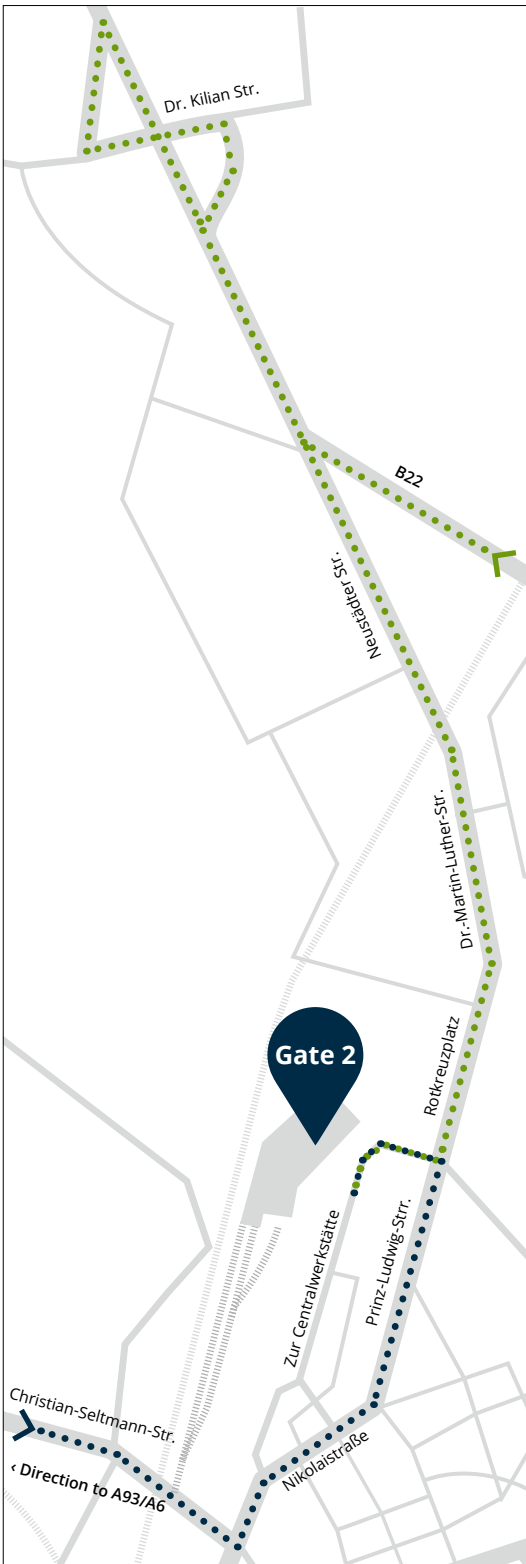 Dr. Kilian Str.
B22
Neustädter Str.
Dr.-Martin-Luther-Str.
Gate 2
Rotkreuzplatz
Prinz-Ludwig-Strr.
Zur Centralwerkstätte
Christian-Seltmann-Str.
Nikolaistraße
‹ Direction to A93/A6